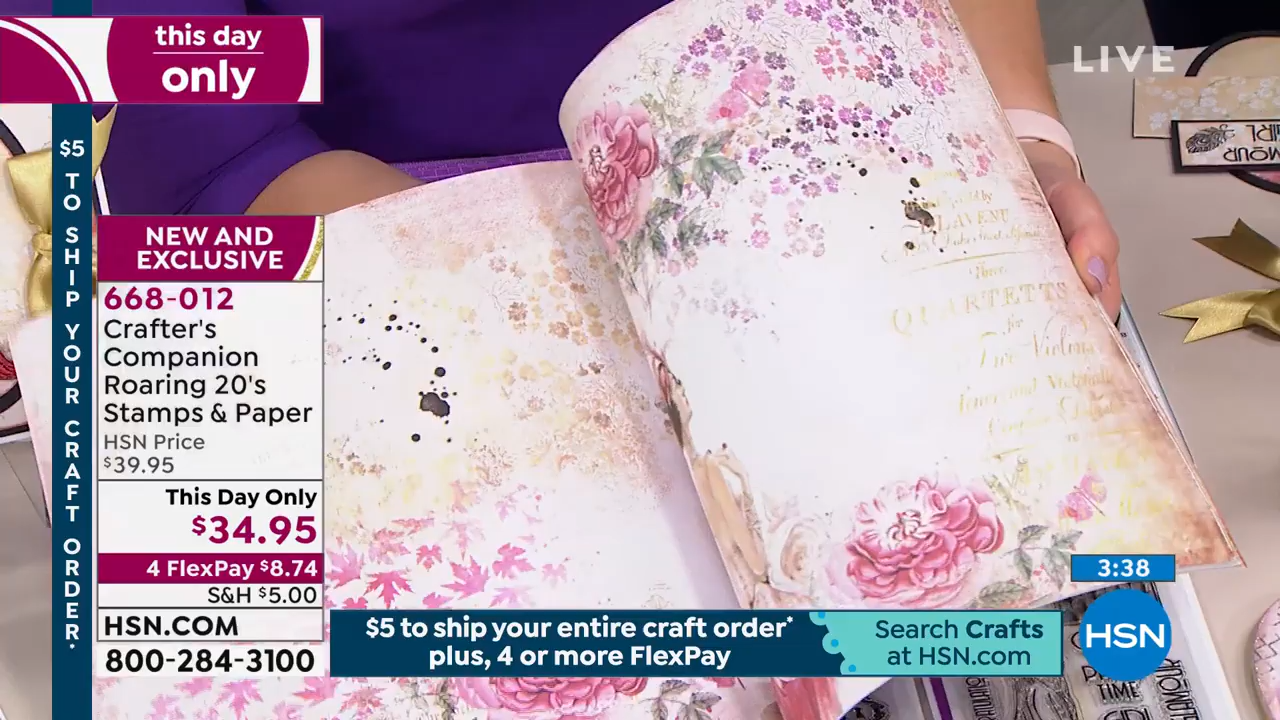 this day
only
LIVE
$5 TO SHIP YOUR CRAFT ORDER.*
NEW AND
EXCLUSIVE
668-012
Crafter's
Companion
Roaring 20's
Stamps & Paper
HSN Price
$39.95
This Day Only
$34.95
4 FlexPay $8.74
S&H $5.00
HSN.COM
800-284-3100
QUARTETTS
for
3:38
$5 to ship your entire craft order*
plus, 4 or more FlexPay
Search Crafts
at HSN.com
HSN
TIME